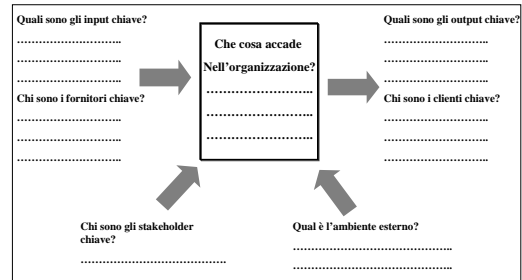 Quali sono gli input chiave?
……………………..
……………………..
……………………..
Chi sono i fornitori chiave?
……………………..
……………………..
……………………..
Che cosa accade
Nell'organizzazione?
……………………..
……………………..
……………………..
Quali sono gli output chiave?
……………………..
……………………..
……………………..
Chi sono i clienti chiave?
……………………..
……………………..
……………………..
Chi sono gli stakeholder
chiave?
……………………………….
Qual è l'ambiente esterno?
…………………………………..
…………………………………..